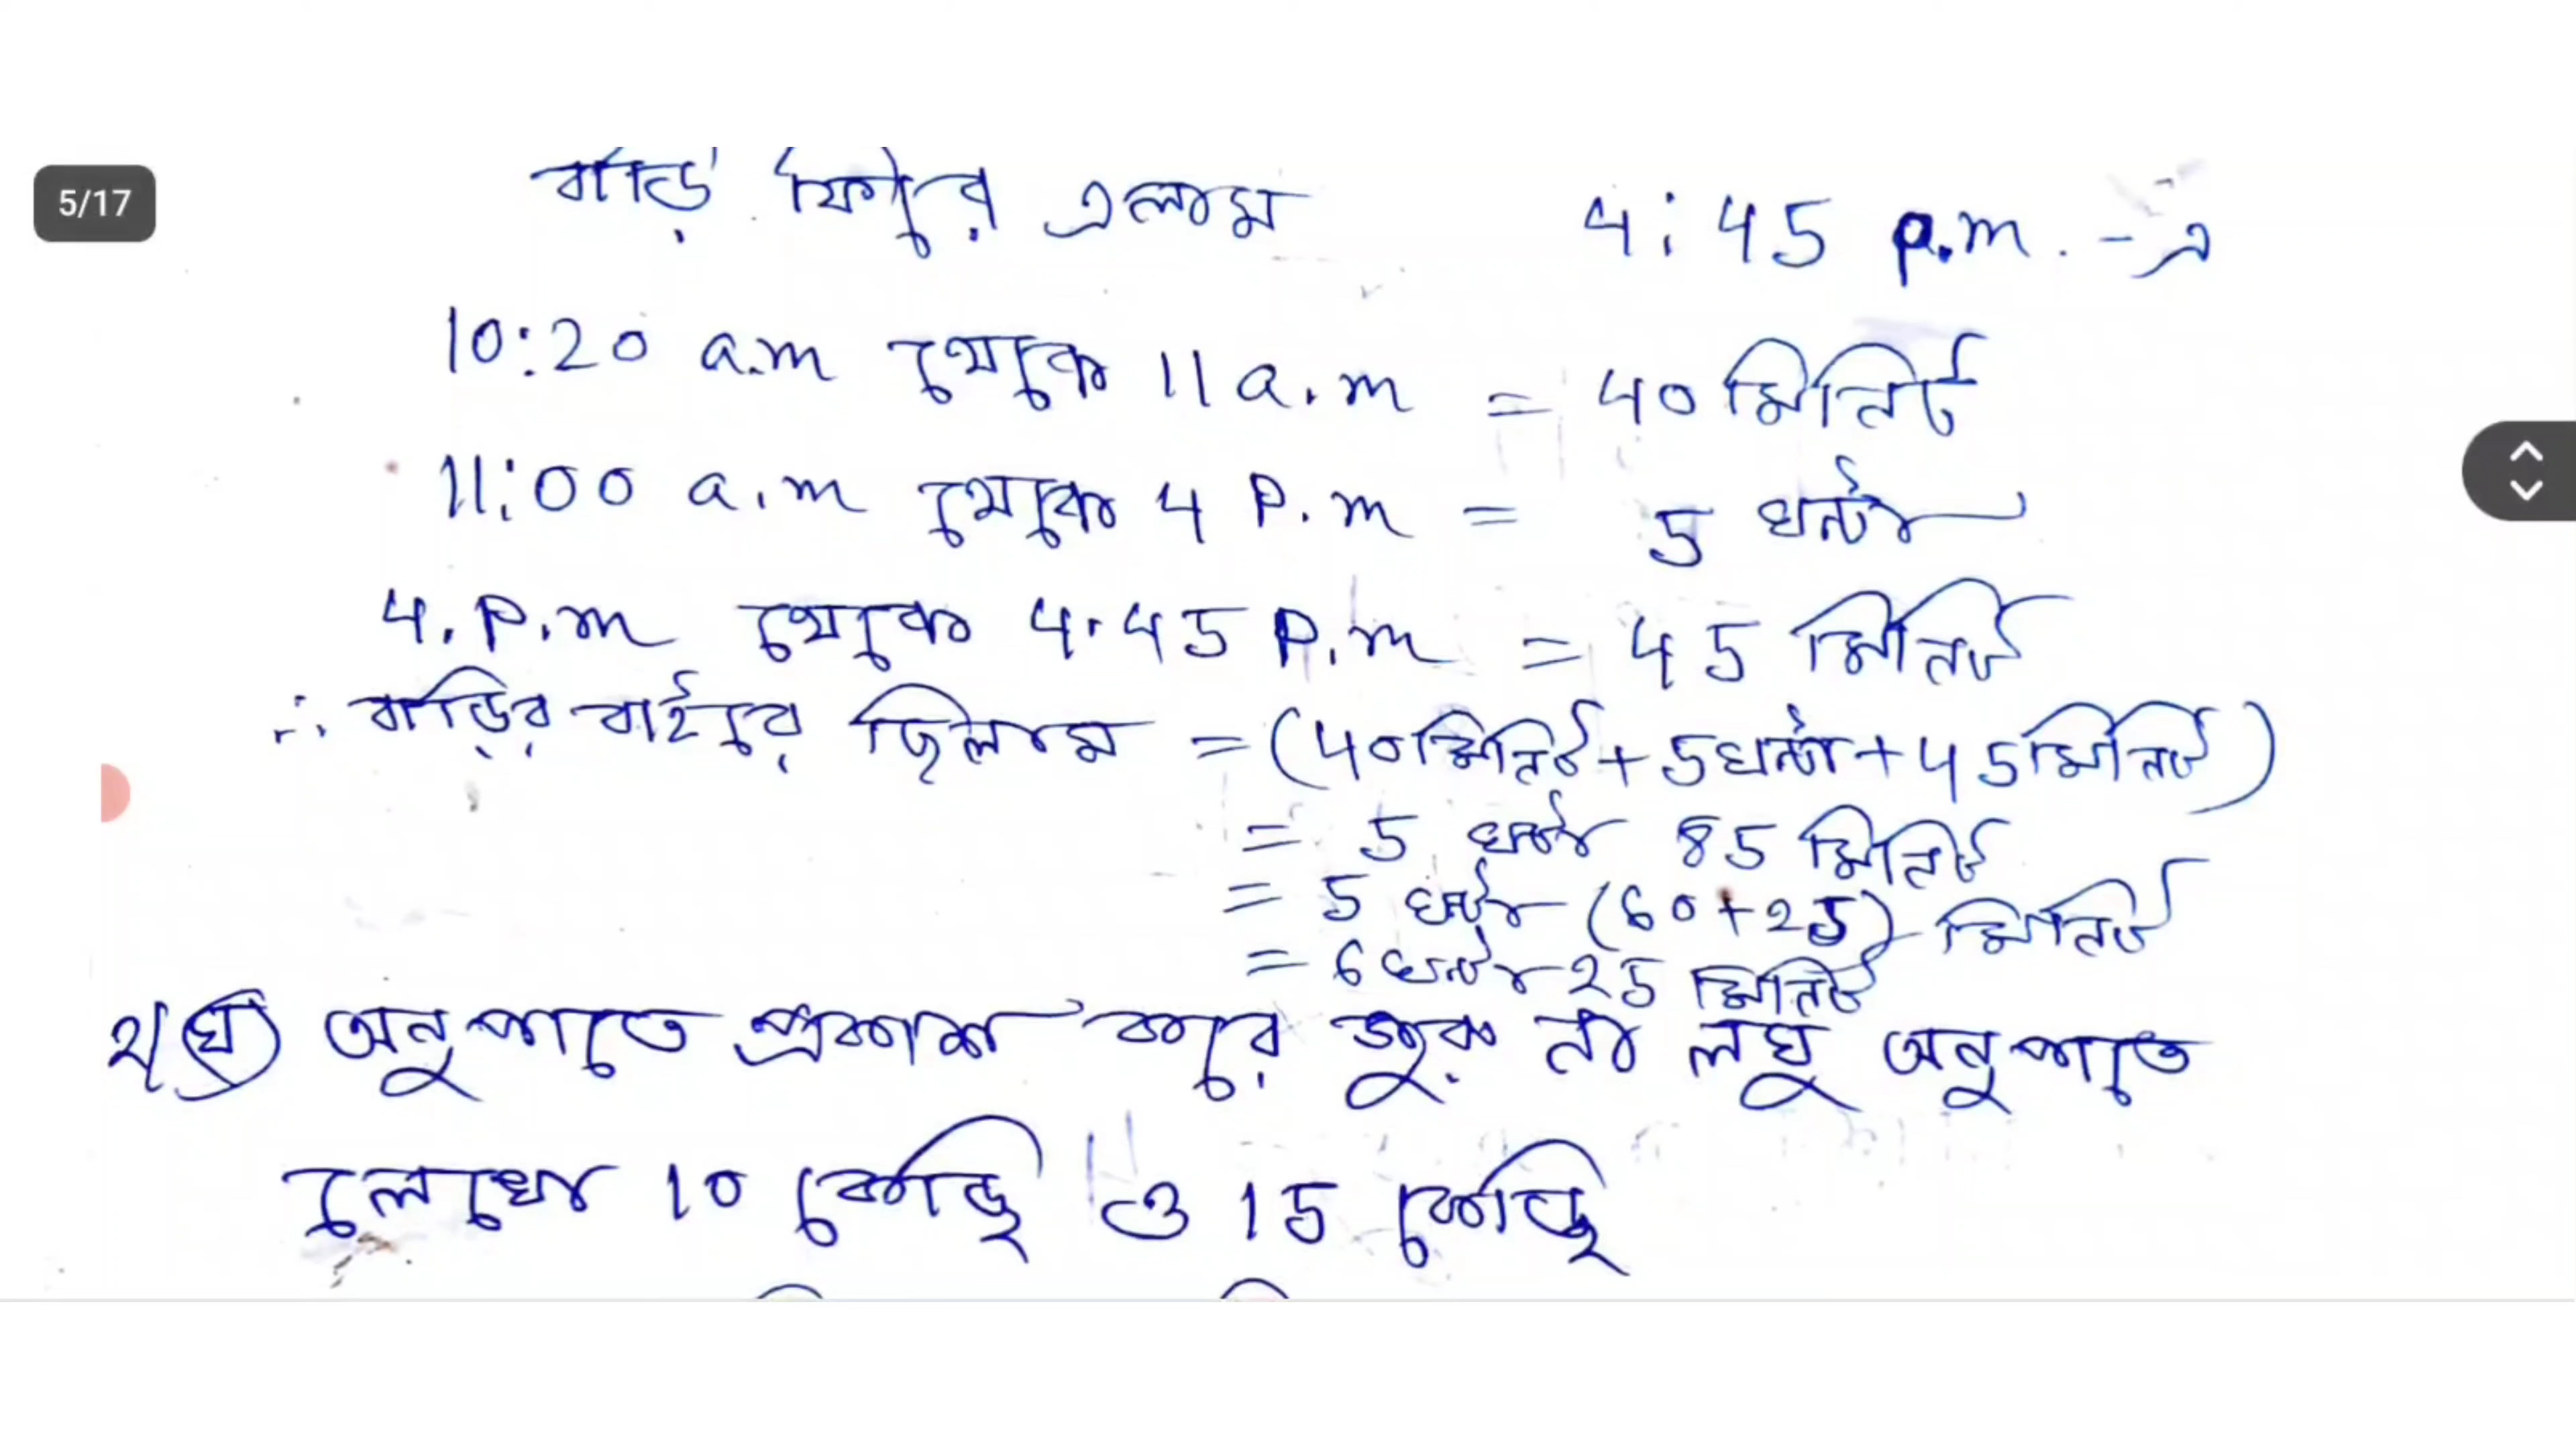 5/17
বাড়ি ফিরে এলাম 4:45 p.m.-এ
10:20 a.m থেকে 11 a.m = 40 মিনিট
11:00 a.m থেকে 4 P.m = 5 ঘন্টা
4.P.m থেকে 4.45 P.m = 45 মিনিট
∴ বাড়ির বাইরে ছিলাম = (40 মিনিট + 5 ঘন্টা + 45 মিনিট)
= 5 ঘন্টা 85 মিনিট
= 5 ঘন্টা (60+25) মিনিট
= 6 ঘন্টা 25 মিনিট
২ (ঘ) অনুপাতে প্রকাশ করে গুরু না লঘু অনুপাত
লেখো 10 কেজি ও 15 কেজি